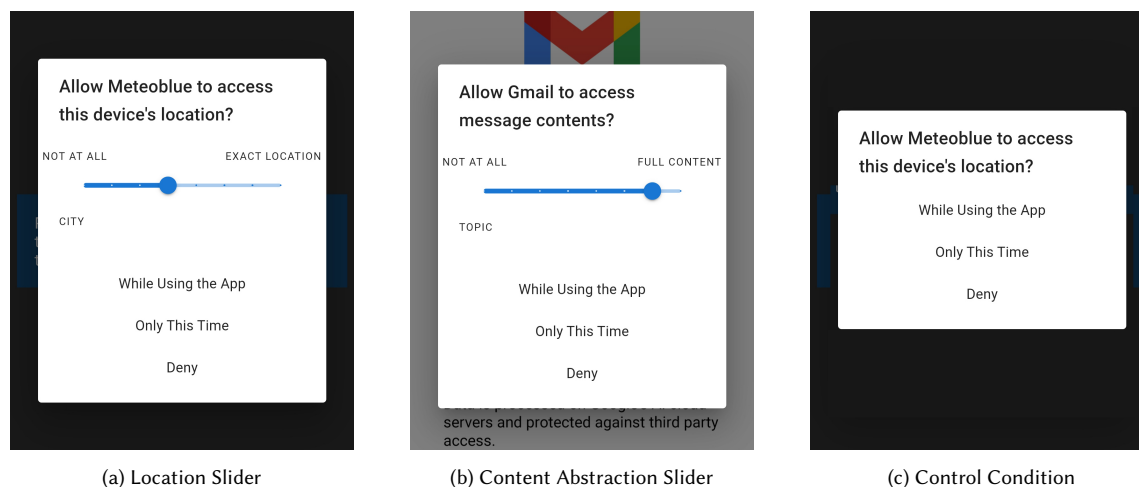 Allow Meteoblue to access
this device's location?
NOT AT ALL
EXACT LOCATION
CITY
While Using the App
Only This Time
Deny
(a) Location Slider
Allow Gmail to access
message contents?
NOT AT ALL
FULL CONTENT
TOPIC
While Using the App
Only This Time
Deny
servers and protected against third party
access.
(b) Content Abstraction Slider
Allow Meteoblue to access
this device's location?
While Using the App
Only This Time
Deny
(c) Control Condition